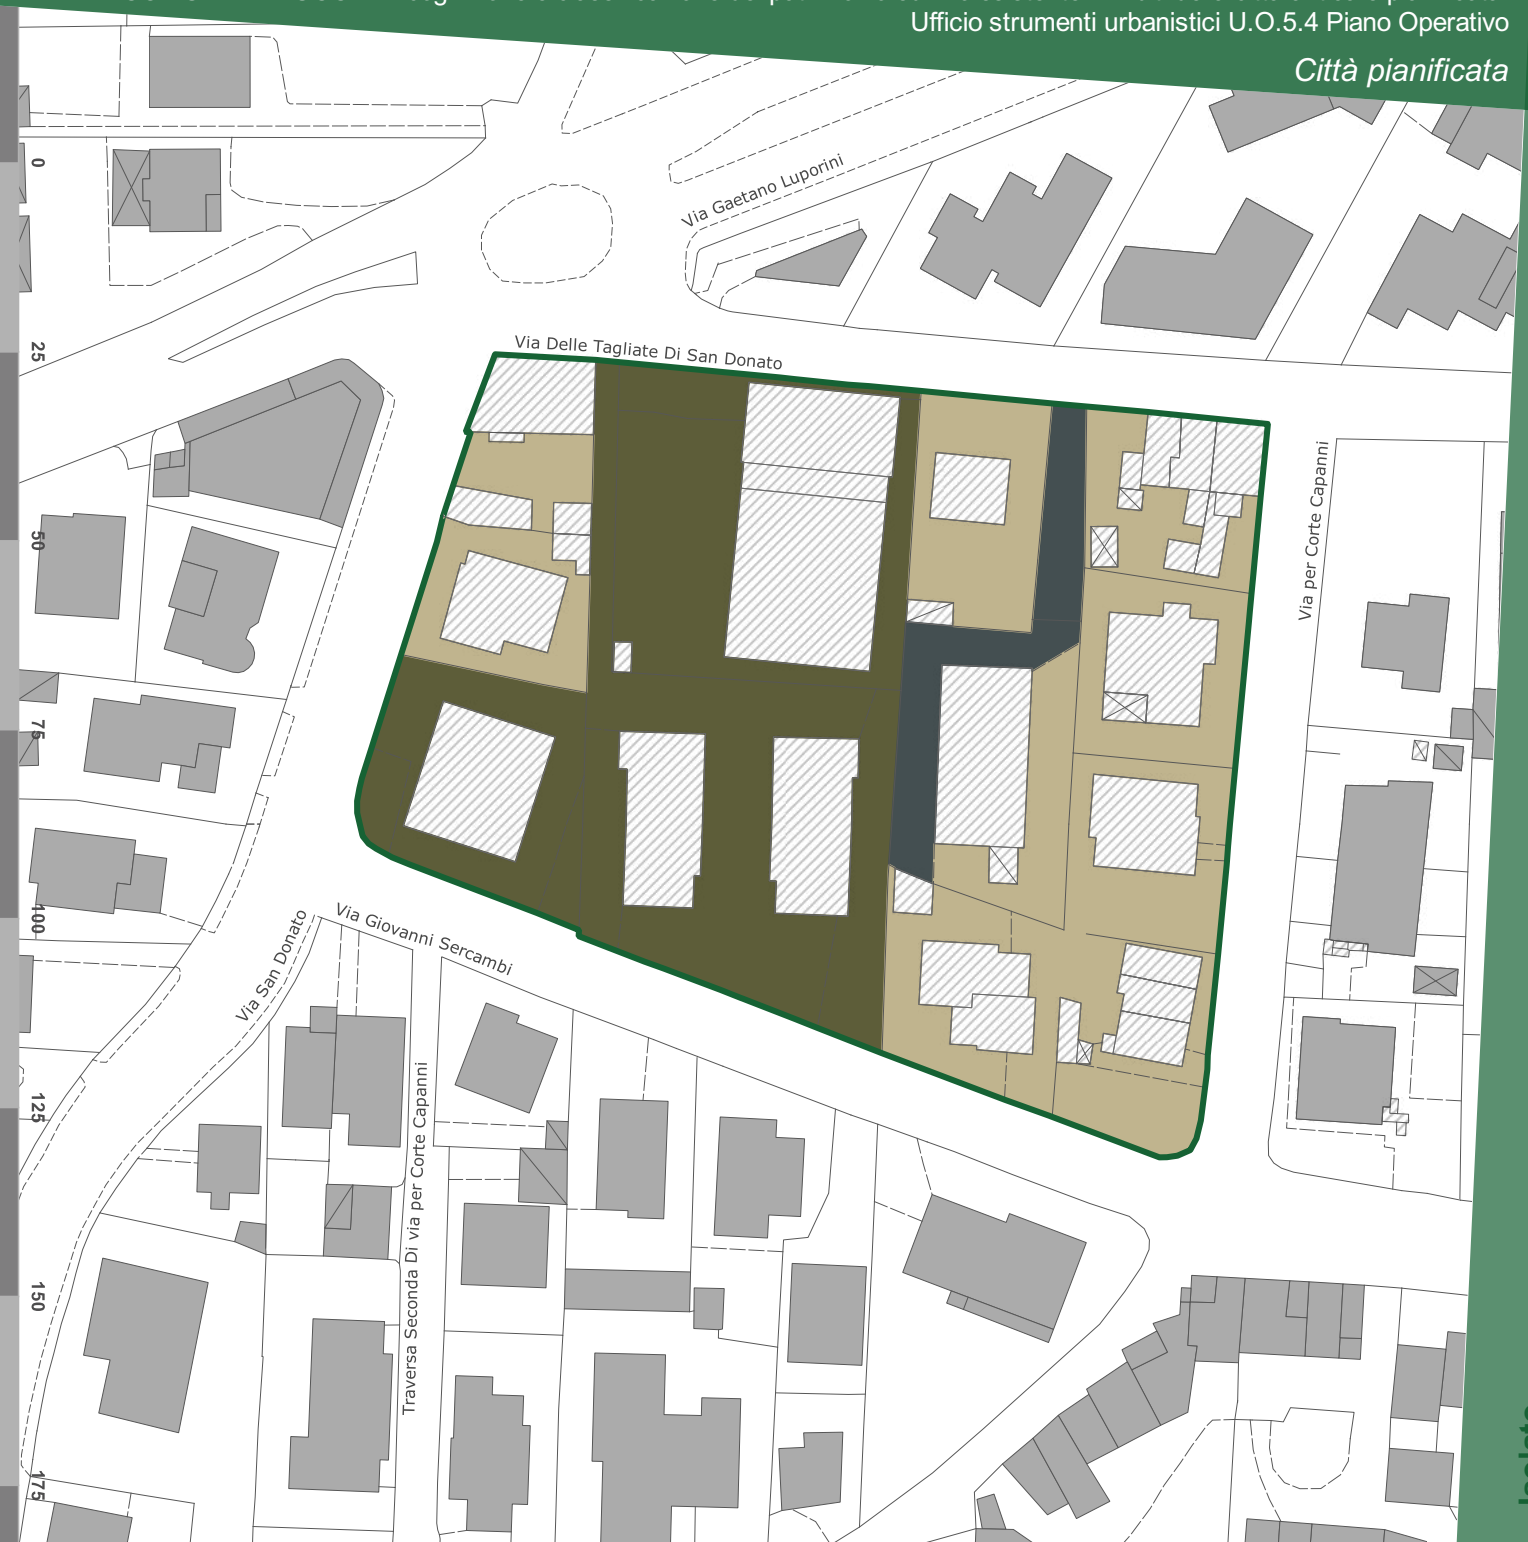 Ufficio strumenti urbanistici U.O.5.4 Piano Operativo
Città pianificata
Via Gaetano Luporini
Via Delle Tagliate Di San Donato
Via per Corte Capanni
Via Giovanni Sercambi
Via San Donato
Traversa Seconda Di via per Corte Capanni
0
25
50
75
100
125
150
175